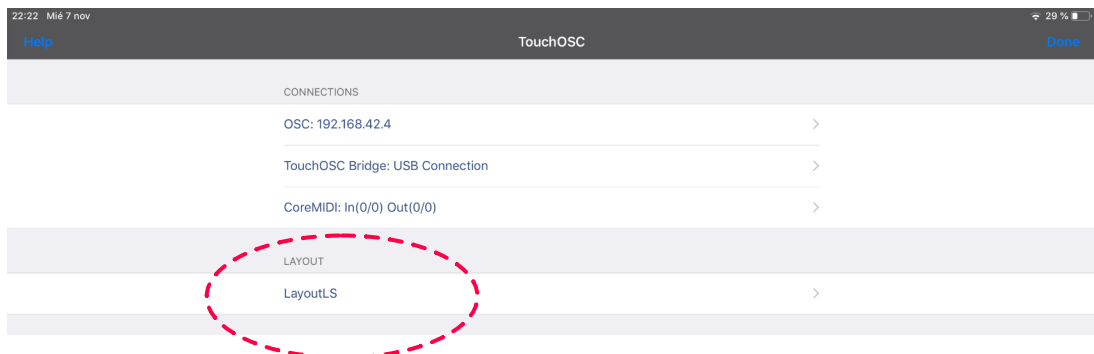 22:22 Mié 7 nov 29 %
Help TouchOSC Done
CONNECTIONS
OSC: 192.168.42.4
TouchOSC Bridge: USB Connection
CoreMIDI: In(0/0) Out(0/0)
LAYOUT
LayoutLS